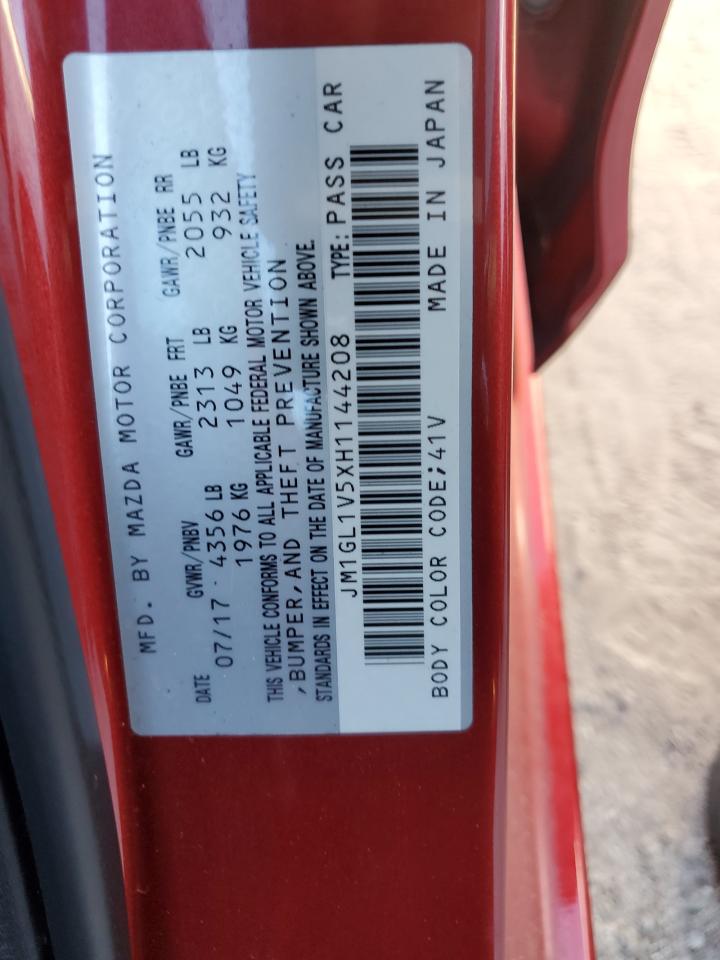 MFD. BY MAZDA MOTOR CORPORATION
DATE GVWR/PNBV GAWR/PNBE FRT GAWR/PNBE RR
07/17 4356 LB 2313 LB 2055 LB
1976 KG 1049 KG 932 KG
THIS VEHICLE CONFORMS TO ALL APPLICABLE FEDERAL MOTOR VEHICLE SAFETY
,BUMPER,AND THEFT PREVENTION
STANDARDS IN EFFECT ON THE DATE OF MANUFACTURE SHOWN ABOVE.
JM1GL1V5XH1144208 TYPE: PASS CAR
BODY COLOR CODE;41V MADE IN JAPAN